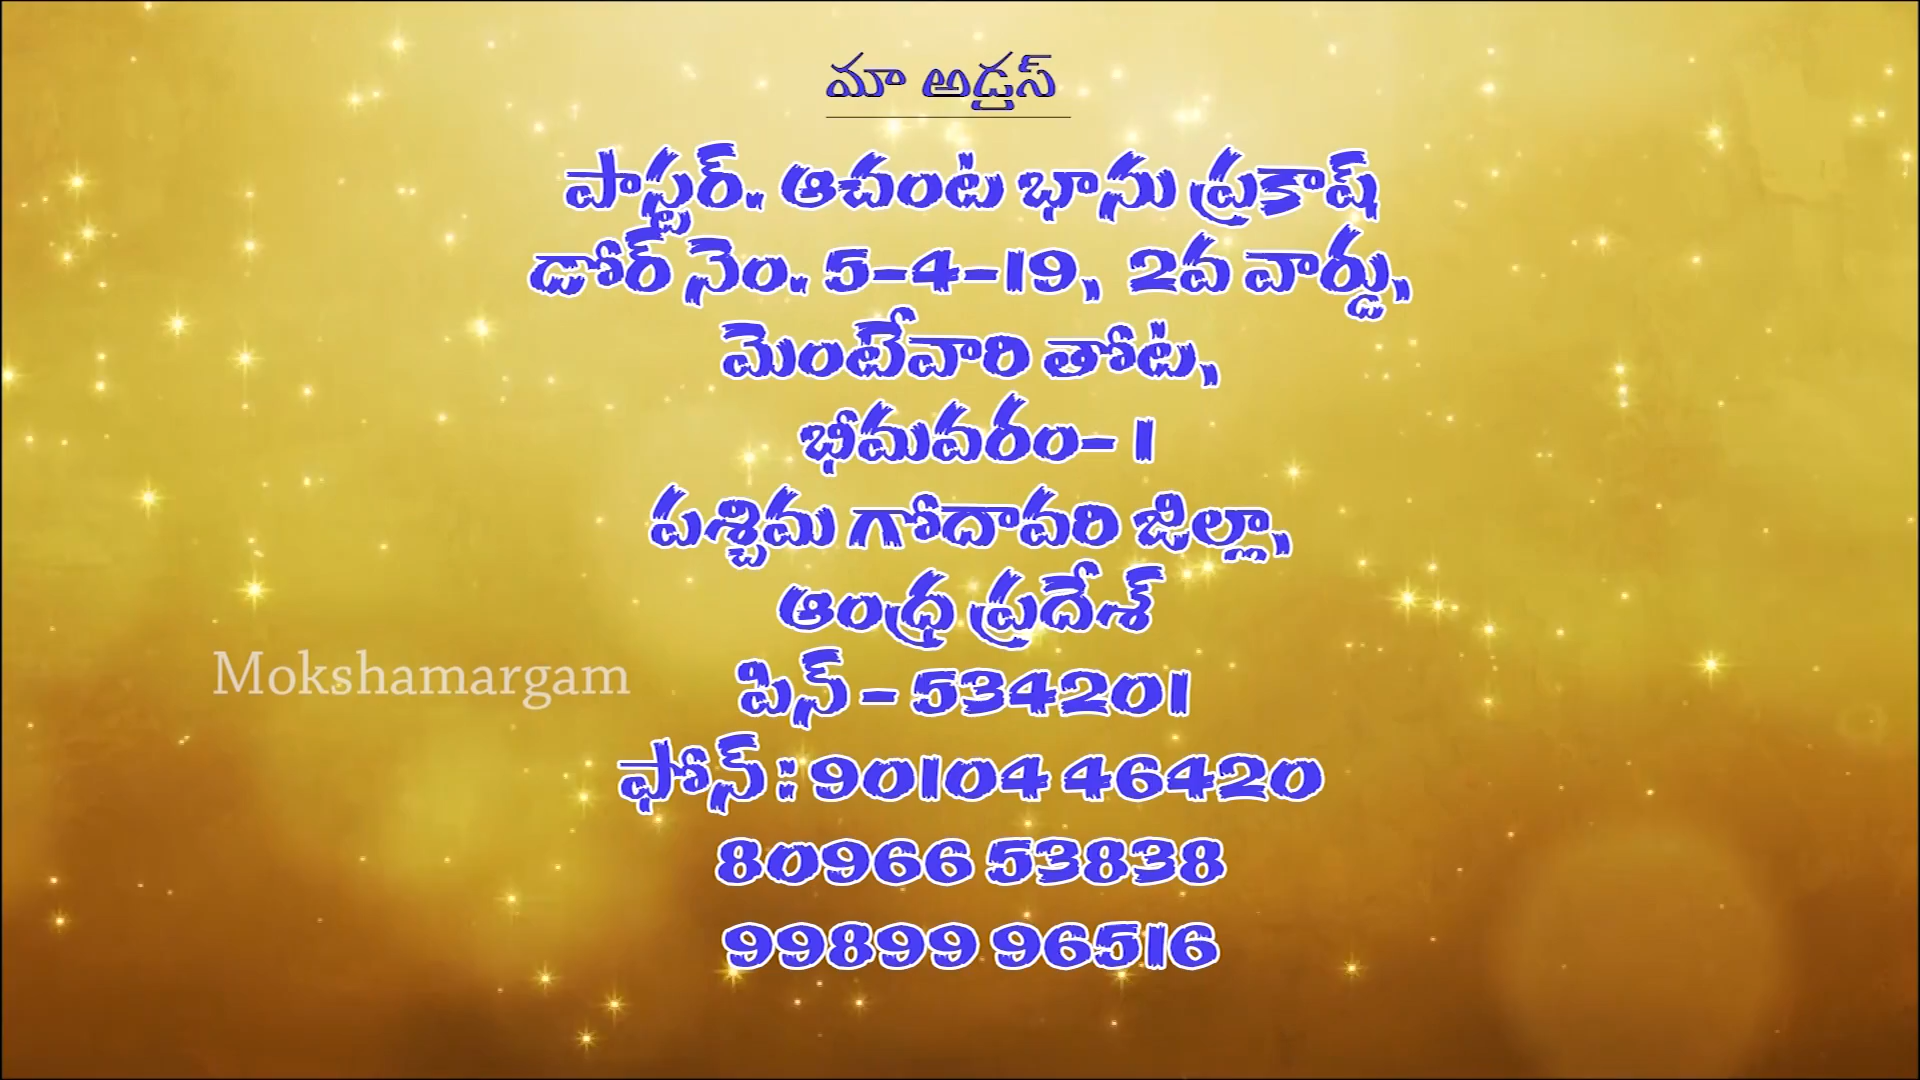 మా అడ్రస్
పాస్టర్. ఆచంట భాను ప్రకాష్
డోర్ నెం. 5-4-19, 2వ వార్డు,
మెంటేవారి తోట,
భీమవరం- 1
పశ్చిమ గోదావరి జిల్లా,
ఆంధ్ర ప్రదేశ్
పిన్ - 534201
ఫోన్ : 90104 46420
80966 53838
99899 96516
Mokshamargam